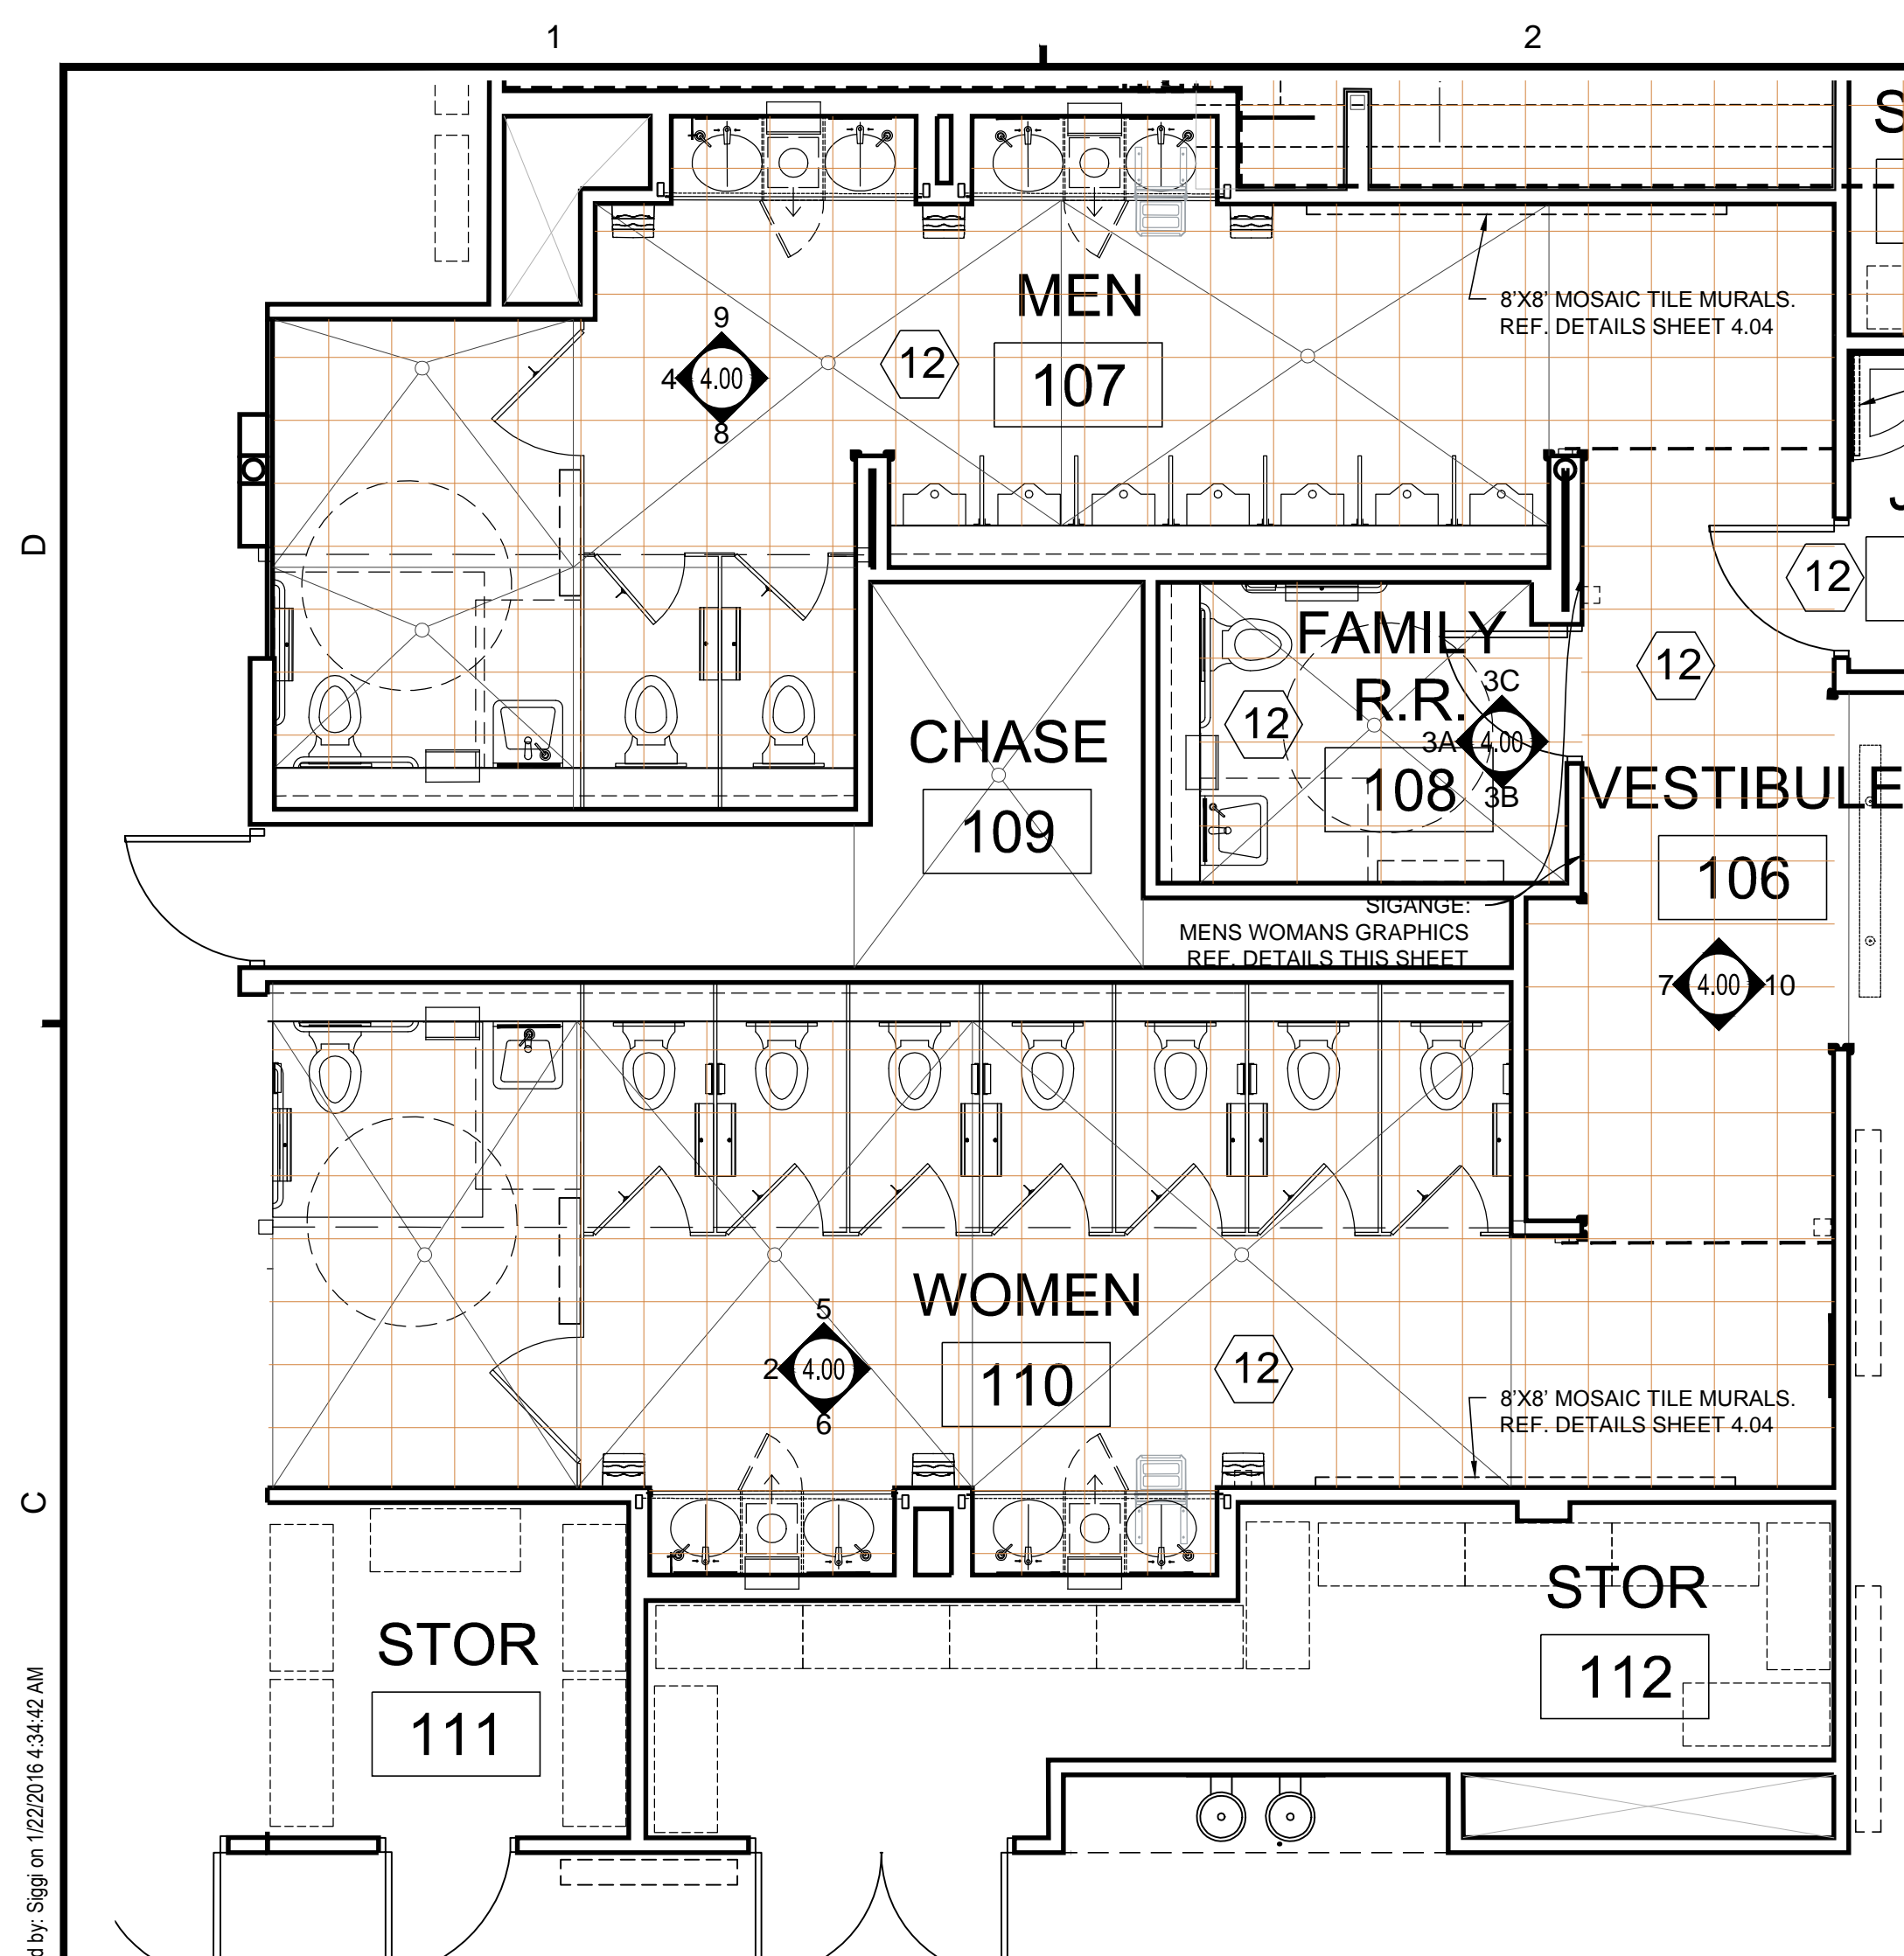 1
2
S
MEN
107
12
9
4
4.00
8
8'X8' MOSAIC TILE MURALS.
REF. DETAILS SHEET 4.04
D
J
12
FAMILY
R.R.
108
12
3C
3A
4.00
3B
12
CHASE
109
VESTIBULE
106
SIGANGE:
MENS WOMANS GRAPHICS
REF. DETAILS THIS SHEET
7
4.00
10
WOMEN
110
12
5
2
4.00
6
8'X8' MOSAIC TILE MURALS.
REF. DETAILS SHEET 4.04
C
STOR
111
STOR
112
d by: Siggi on 1/22/2016 4:34:42 AM